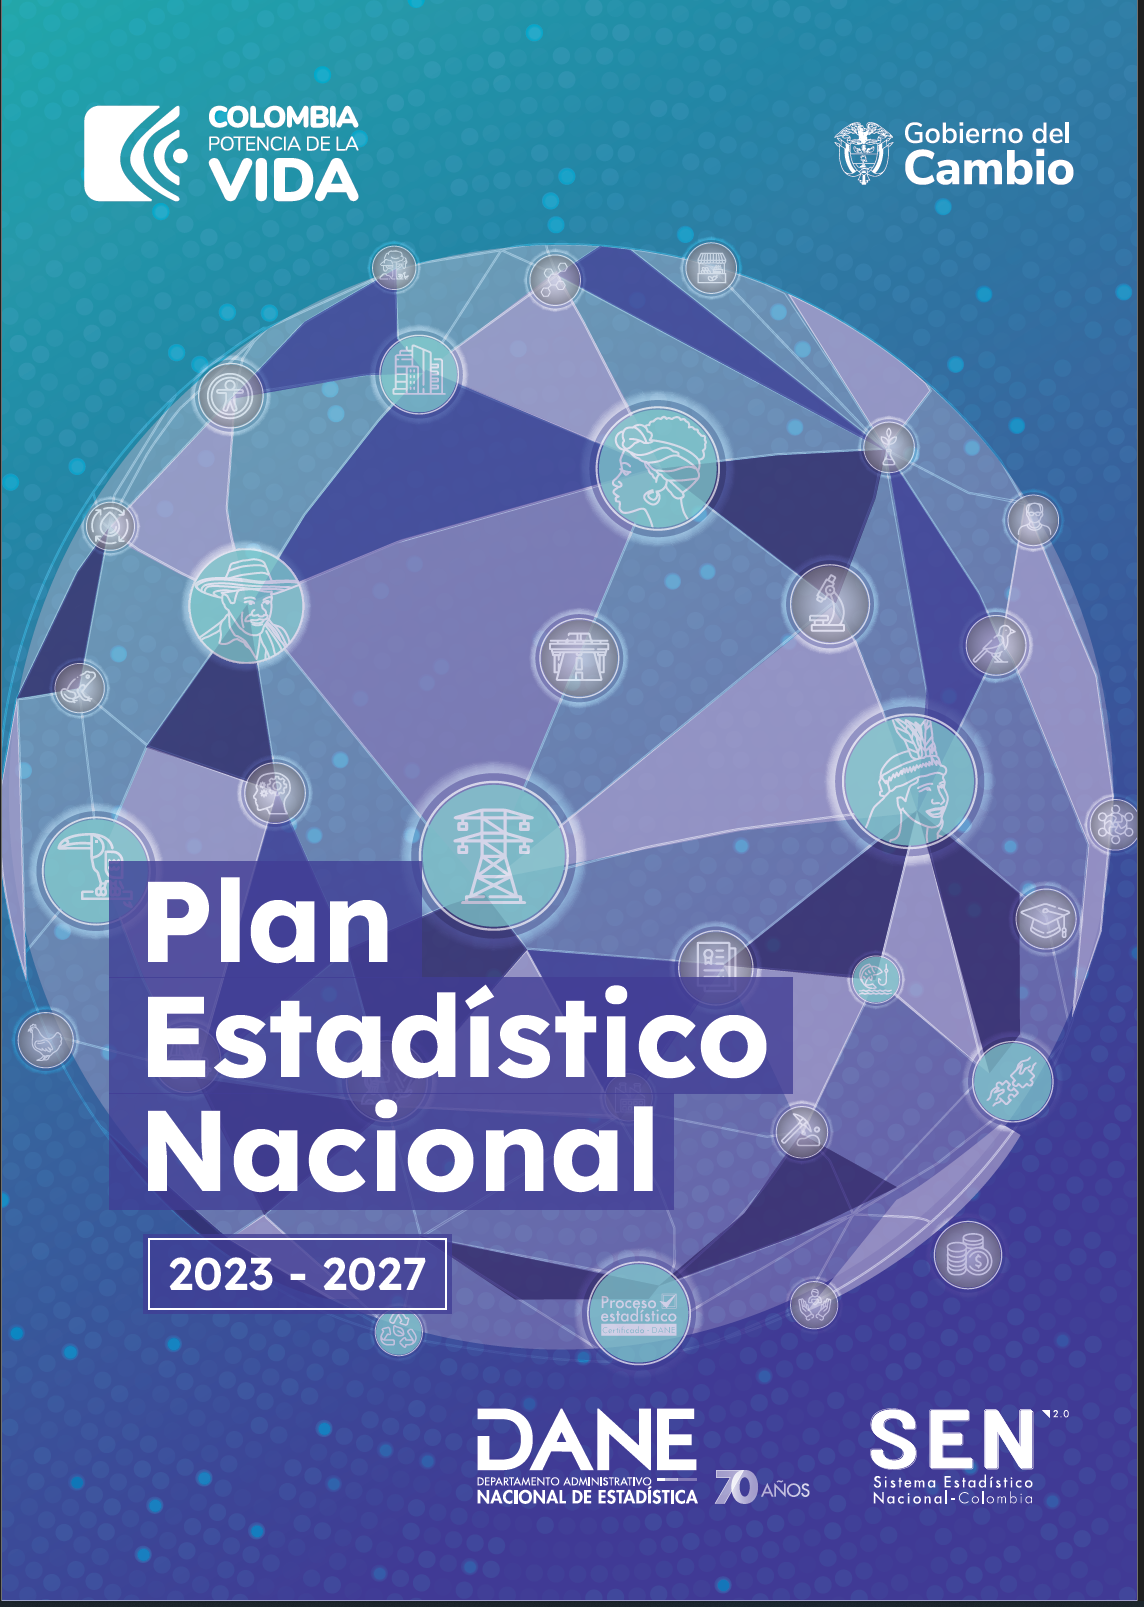 COLOMBIA
POTENCIA DE LA
VIDA
Gobierno del
Cambio
Plan
Estadístico
Nacional
2023 - 2027
Proceso
estadístico
Certificado - DANE
DANE
DEPARTAMENTO ADMINISTRATIVO
NACIONAL DE ESTADÍSTICA
70 AÑOS
SEN 2.0
Sistema Estadístico
Nacional-Colombia